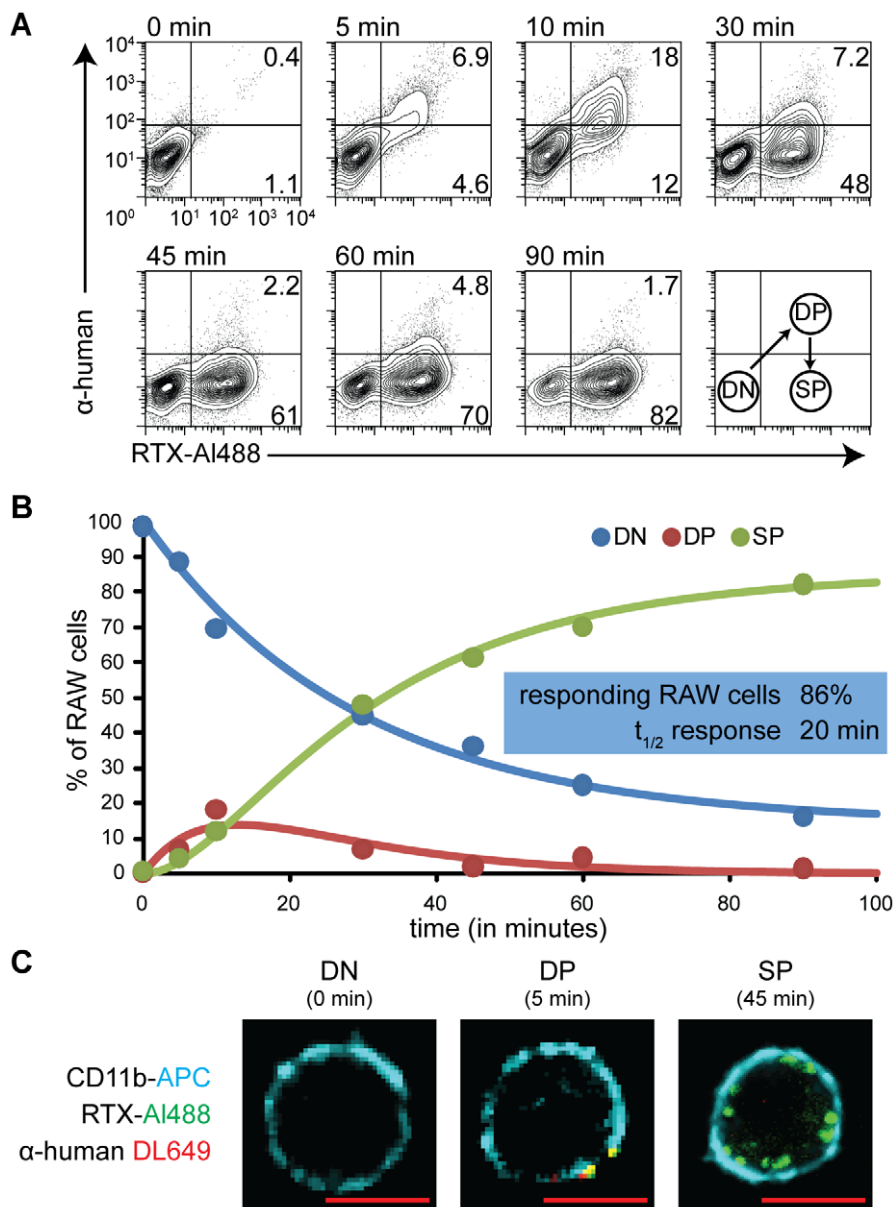 A
0 min
5 min
10 min
30 min
10⁴
10³
10²
10¹
10⁰
10¹ 10² 10³ 10⁴
0.4
1.1
6.9
4.6
18
12
7.2
48
45 min
60 min
90 min
2.2
61
4.8
70
1.7
82
DP
DN
SP
α-human
RTX-Al488
B
DN DP SP
100
90
80
70
60
50
40
30
20
10
0
% of RAW cells
responding RAW cells 86%
t1/2 response 20 min
0 20 40 60 80 100
time (in minutes)
C
DN
(0 min)
DP
(5 min)
SP
(45 min)
CD11b-APC
RTX-Al488
α-human DL649